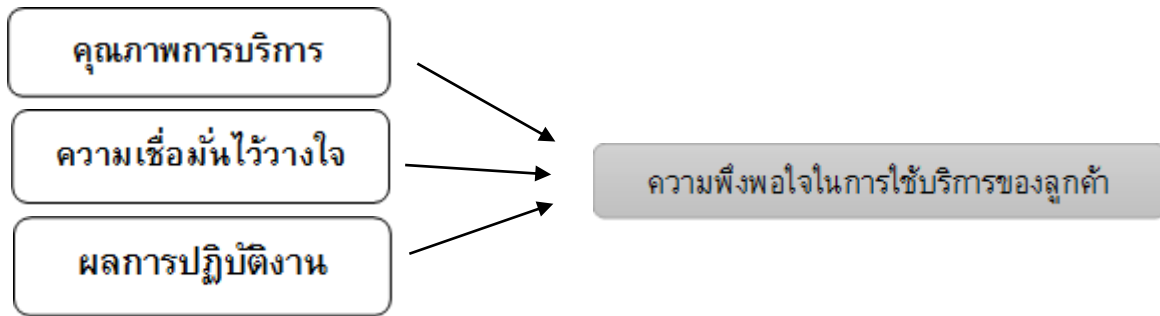 คุณภาพการบริการ
ความเชื่อมั่นไว้วางใจ
ความพึงพอใจในการใช้บริการของลูกค้า
ผลการปฏิบัติงาน